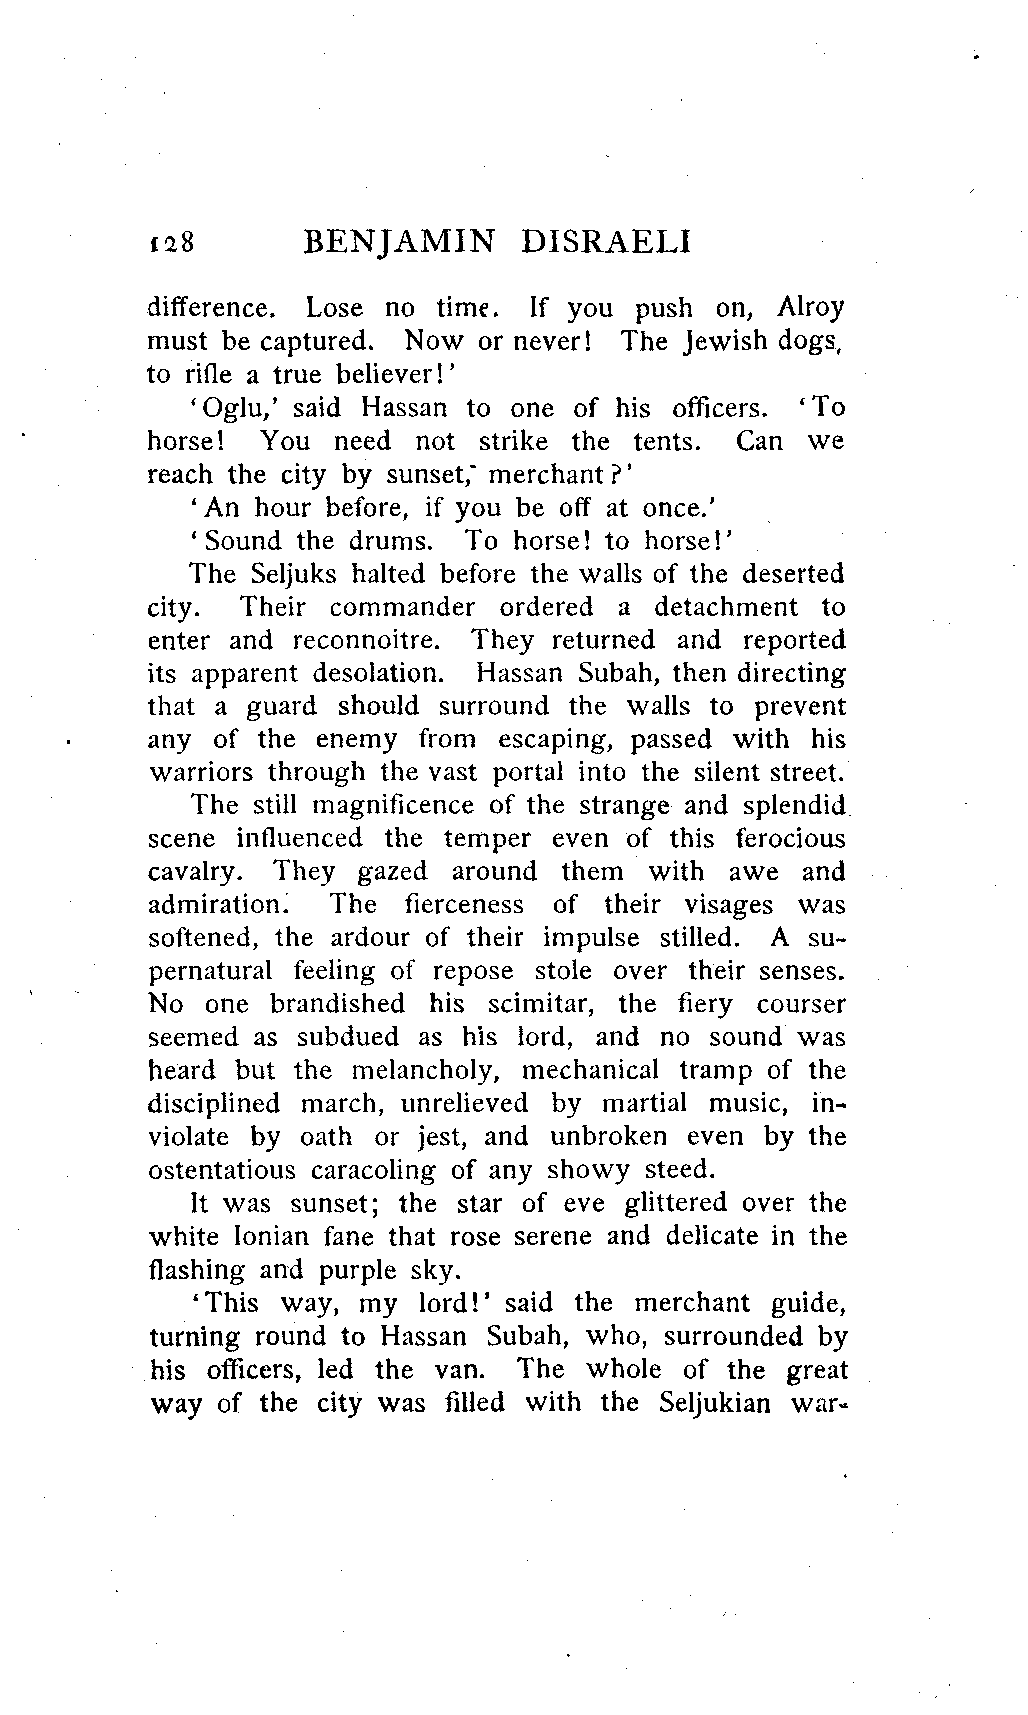 128 BENJAMIN DISRAELI
difference. Lose no time. If you push on, Alroy
must be captured. Now or never! The Jewish dogs,
to rifle a true believer!'
'Oglu,' said Hassan to one of his officers. 'To
horse! You need not strike the tents. Can we
reach the city by sunset, merchant?'
'An hour before, if you be off at once.'
'Sound the drums. To horse! to horse!'
The Seljuks halted before the walls of the deserted
city. Their commander ordered a detachment to
enter and reconnoitre. They returned and reported
its apparent desolation. Hassan Subah, then directing
that a guard should surround the walls to prevent
any of the enemy from escaping, passed with his
warriors through the vast portal into the silent street.
The still magnificence of the strange and splendid
scene influenced the temper even of this ferocious
cavalry. They gazed around them with awe and
admiration. The fierceness of their visages was
softened, the ardour of their impulse stilled. A su-
pernatural feeling of repose stole over their senses.
No one brandished his scimitar, the fiery courser
seemed as subdued as his lord, and no sound was
heard but the melancholy, mechanical tramp of the
disciplined march, unrelieved by martial music, in-
violate by oath or jest, and unbroken even by the
ostentatious caracoling of any showy steed.
It was sunset; the star of eve glittered over the
white Ionian fane that rose serene and delicate in the
flashing and purple sky.
'This way, my lord!' said the merchant guide,
turning round to Hassan Subah, who, surrounded by
his officers, led the van. The whole of the great
way of the city was filled with the Seljukian war-